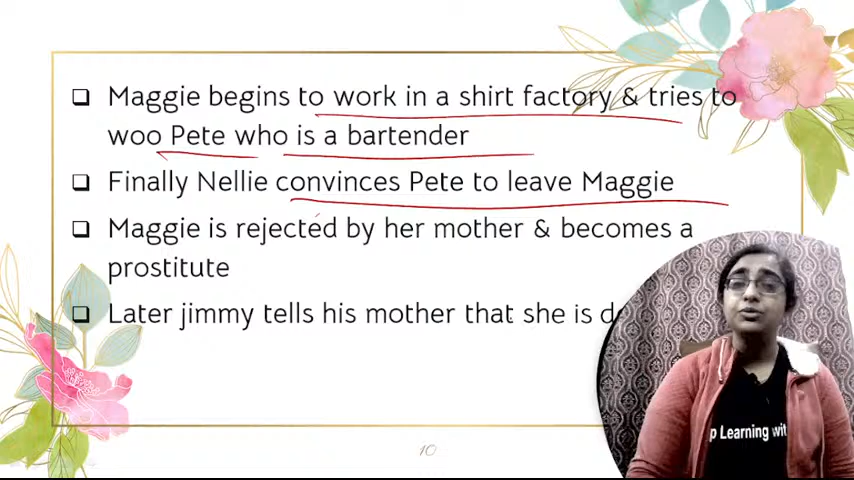 Maggie begins to work in a shirt factory & tries to
woo Pete who is a bartender
Finally Nellie convinces Pete to leave Maggie
Maggie is rejected by her mother & becomes a
prostitute
Later jimmy tells his mother that she is
10
p Learning wit